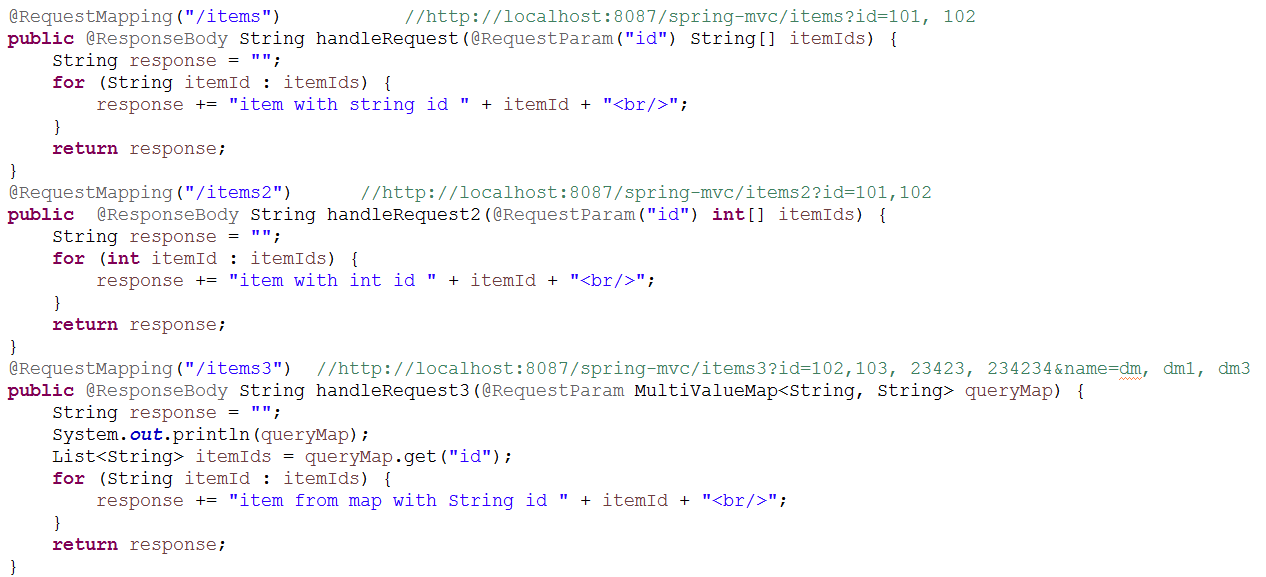 @RequestMapping("/items")           //http://localhost:8087/spring-mvc/items?id=101, 102
public @ResponseBody String handleRequest(@RequestParam("id") String[] itemIds) {
    String response = "";
    for (String itemId : itemIds) {
        response += "item with string id " + itemId + "<br/>";
    }
    return response;
}
@RequestMapping("/items2")      //http://localhost:8087/spring-mvc/items2?id=101,102
public  @ResponseBody String handleRequest2(@RequestParam("id") int[] itemIds) {
    String response = "";
    for (int itemId : itemIds) {
        response += "item with int id " + itemId + "<br/>";
    }
    return response;
}
@RequestMapping("/items3")  //http://localhost:8087/spring-mvc/items3?id=102,103, 23423, 234234&name=dm, dm1, dm3
public @ResponseBody String handleRequest3(@RequestParam MultiValueMap<String, String> queryMap) {
    String response = "";
    System.out.println(queryMap);
    List<String> itemIds = queryMap.get("id");
    for (String itemId : itemIds) {
        response += "item from map with String id " + itemId + "<br/>";
    }
    return response;
}